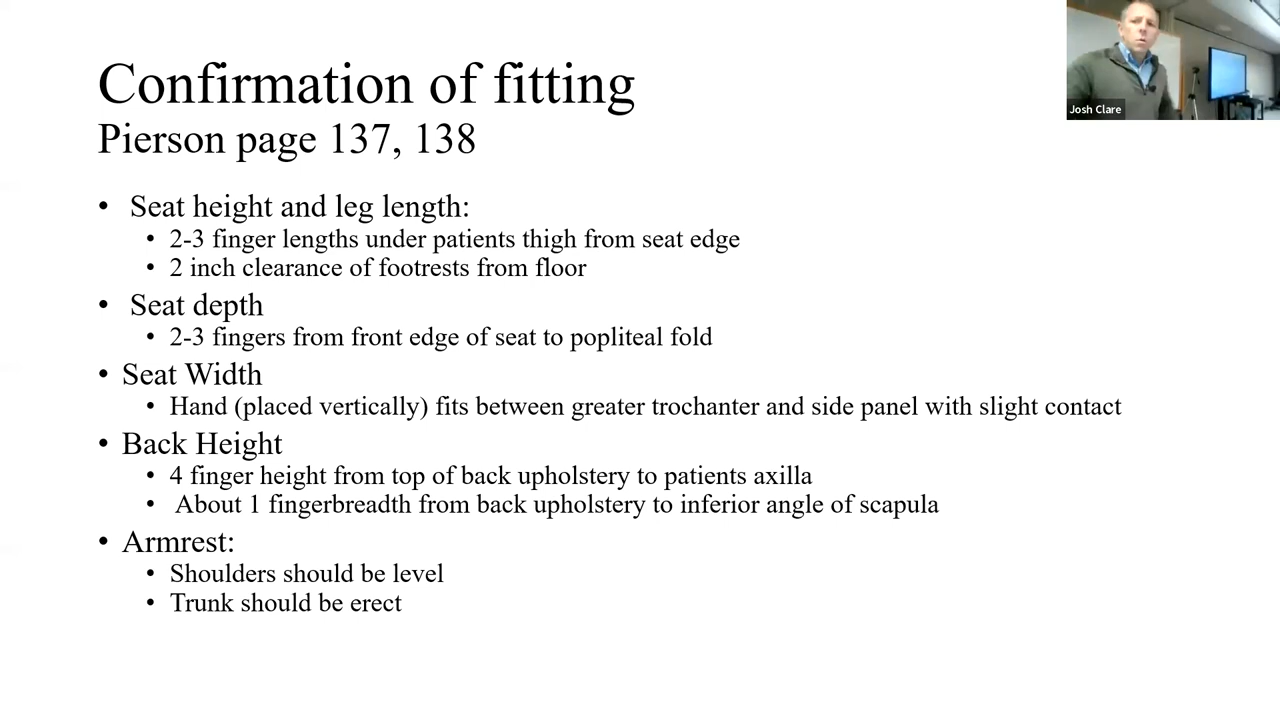 Confirmation of fitting
Pierson page 137, 138
• Seat height and leg length:
• 2-3 finger lengths under patients thigh from seat edge
• 2 inch clearance of footrests from floor
• Seat depth
• 2-3 fingers from front edge of seat to popliteal fold
• Seat Width
• Hand (placed vertically) fits between greater trochanter and side panel with slight contact
• Back Height
• 4 finger height from top of back upholstery to patients axilla
• About 1 fingerbreadth from back upholstery to inferior angle of scapula
• Armrest:
• Shoulders should be level
• Trunk should be erect
Josh Clare